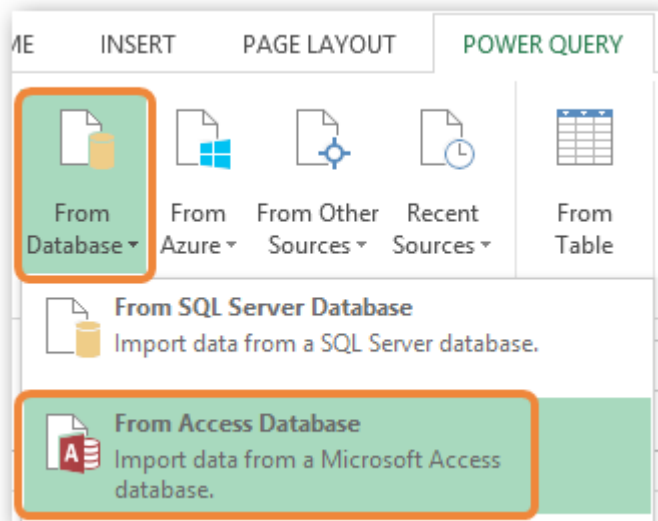 ME INSERT PAGE LAYOUT POWER QUERY
From From From Other Recent From
Database Azure Sources Sources Table
From SQL Server Database
Import data from a SQL Server database.
From Access Database
A
Import data from a Microsoft Access
database.